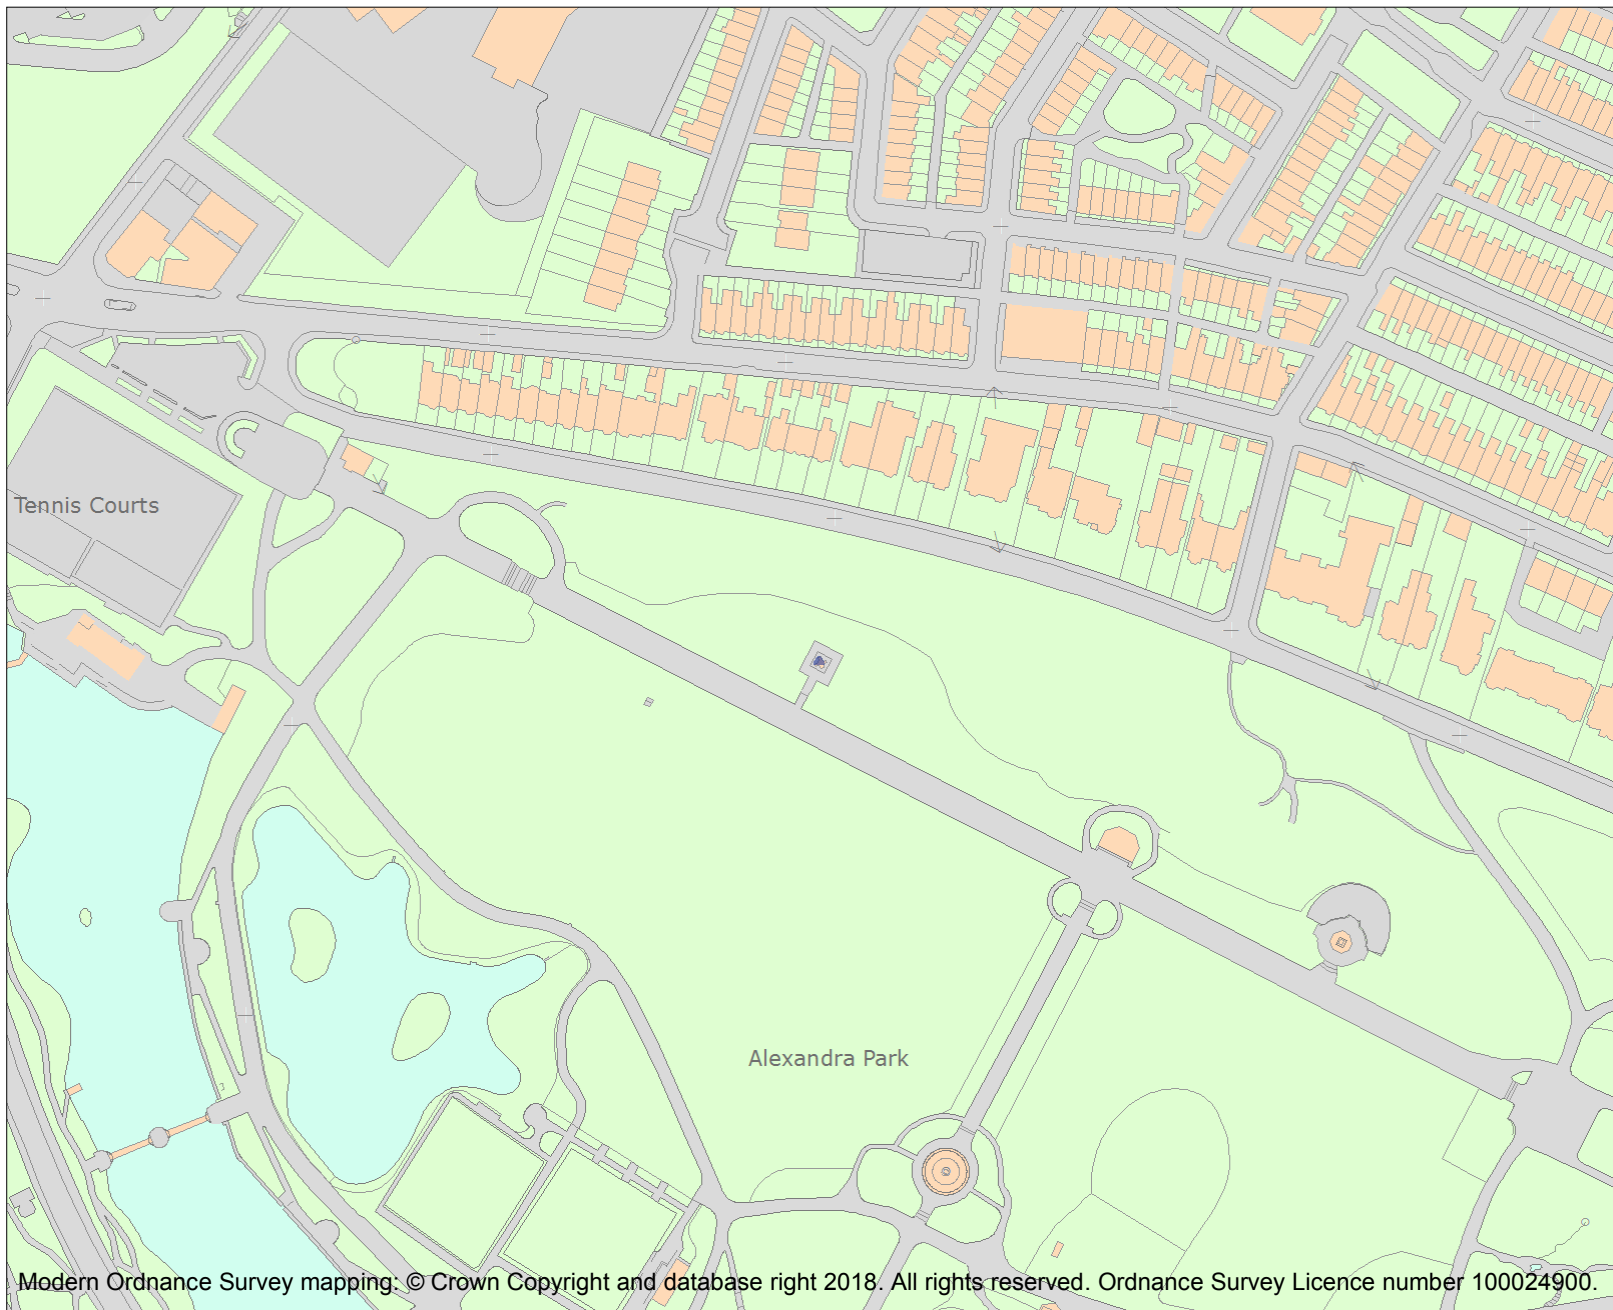 Tennis Courts
Alexandra Park
Modern Ordnance Survey mapping: © Crown Copyright and database right 2018. All rights reserved. Ordnance Survey Licence number 100024900.